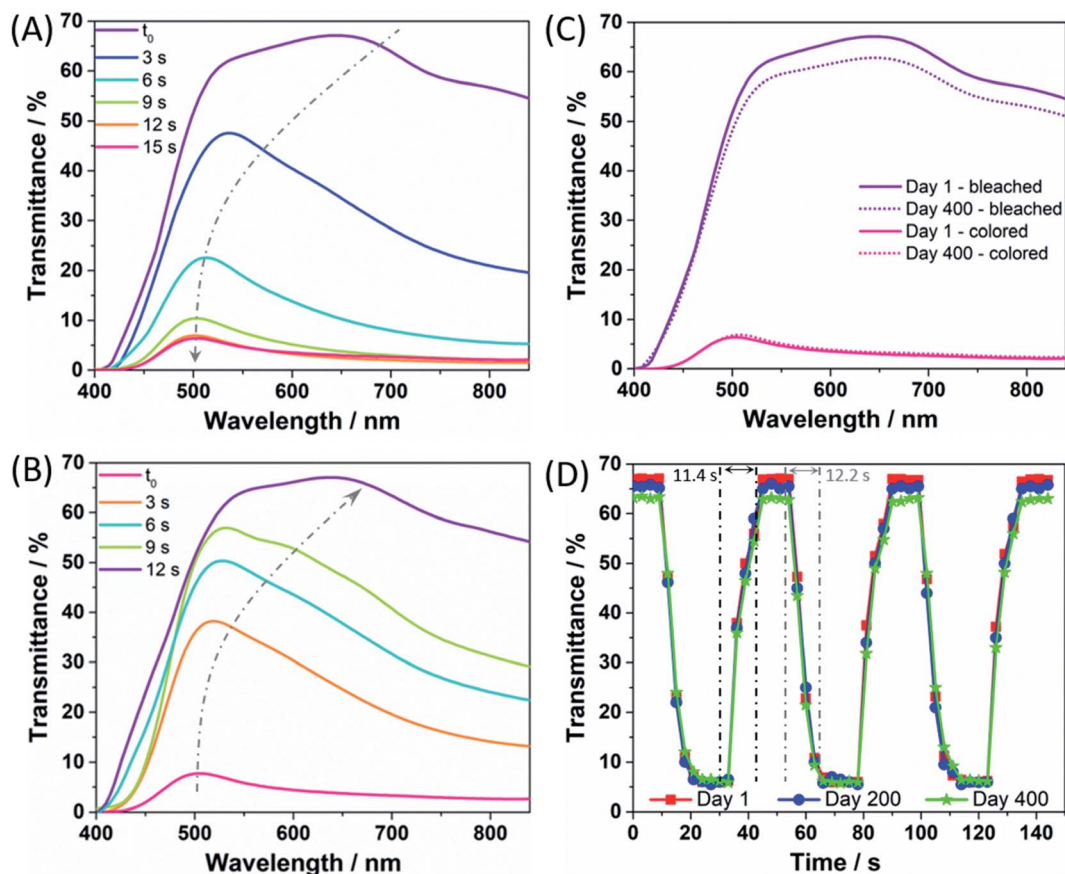 (A)
Transmittance / %
70
60
50
40
30
20
10
0
t₀
3 s
6 s
9 s
12 s
15 s
400 500 600 700 800
Wavelength / nm
(C)
Transmittance / %
70
60
50
40
30
20
10
0
Day 1 - bleached
Day 400 - bleached
Day 1 - colored
Day 400 - colored
400 500 600 700 800
Wavelength / nm
(B)
Transmittance / %
70
60
50
40
30
20
10
0
t₀
3 s
6 s
9 s
12 s
400 500 600 700 800
Wavelength / nm
(D)
Transmittance / %
70
60
50
40
30
20
10
0
11.4 s 12.2 s
Day 1 Day 200 Day 400
0 20 40 60 80 100 120 140
Time / s